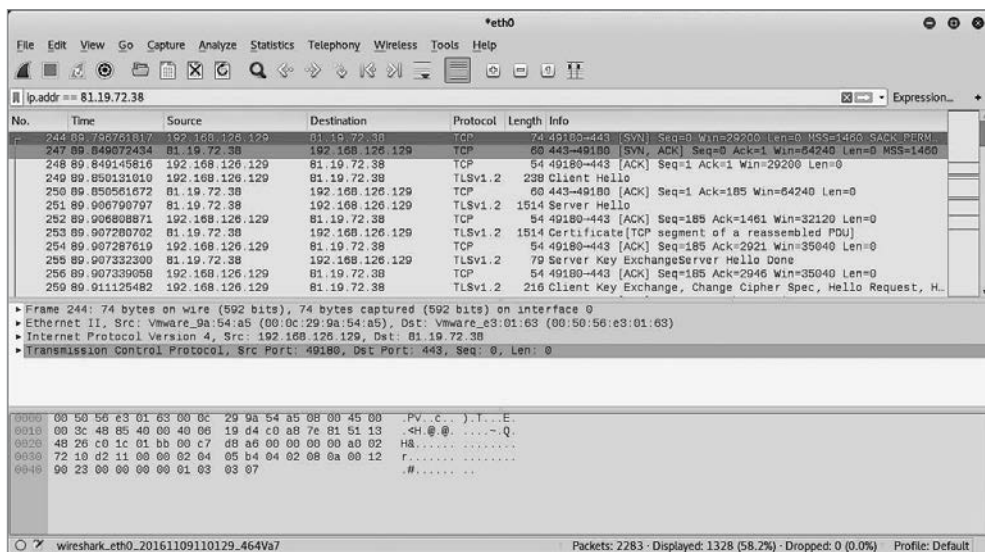 *eth0
File Edit View Go Capture Analyze Statistics Telephony Wireless Tools Help
ip.addr == 81.19.72.38 Expression... +
No. Time Source Destination Protocol Length Info
244 89.796761817 192.168.126.129 81.19.72.38 TCP 74 49180→443 [SYN] Seq=0 Win=29200 Len=0 MSS=1460 SACK_PERM...
247 89.849072434 81.19.72.38 192.168.126.129 TCP 60 443→49180 [SYN, ACK] Seq=0 Ack=1 Win=64240 Len=0 MSS=1460
248 89.849145816 192.168.126.129 81.19.72.38 TCP 54 49180→443 [ACK] Seq=1 Ack=1 Win=29200 Len=0
249 89.850131010 192.168.126.129 81.19.72.38 TLSv1.2 238 Client Hello
250 89.850561672 81.19.72.38 192.168.126.129 TCP 60 443→49180 [ACK] Seq=1 Ack=185 Win=64240 Len=0
251 89.906790797 81.19.72.38 192.168.126.129 TLSv1.2 1514 Server Hello
252 89.906808871 192.168.126.129 81.19.72.38 TCP 54 49180→443 [ACK] Seq=185 Ack=1461 Win=32120 Len=0
253 89.907280702 81.19.72.38 192.168.126.129 TLSv1.2 1514 Certificate[TCP segment of a reassembled PDU]
254 89.907287619 192.168.126.129 81.19.72.38 TCP 54 49180→443 [ACK] Seq=185 Ack=2921 Win=35040 Len=0
255 89.907332300 81.19.72.38 192.168.126.129 TLSv1.2 79 Server Key ExchangeServer Hello Done
256 89.907339058 192.168.126.129 81.19.72.38 TCP 54 49180→443 [ACK] Seq=185 Ack=2946 Win=35040 Len=0
259 89.911125482 192.168.126.129 81.19.72.38 TLSv1.2 216 Client Key Exchange, Change Cipher Spec, Hello Request, H...
Frame 244: 74 bytes on wire (592 bits), 74 bytes captured (592 bits) on interface 0
Ethernet II, Src: Vmware_9a:54:a5 (00:0c:29:9a:54:a5), Dst: Vmware_e3:01:63 (00:50:56:e3:01:63)
Internet Protocol Version 4, Src: 192.168.126.129, Dst: 81.19.72.38
Transmission Control Protocol, Src Port: 49180, Dst Port: 443, Seq: 0, Len: 0
0000 00 50 56 e3 01 63 00 0c 29 9a 54 a5 08 00 45 00 .PV..c.. ).T...E.
0010 00 3c 48 85 40 00 40 06 19 d4 c0 a8 7e 81 51 13 .<H.@.@. ....~.Q.
0020 48 26 c0 1c 01 bb 00 c7 d8 a6 00 00 00 00 a0 02 H&...... ........
0030 72 10 d2 11 00 00 02 04 05 b4 04 02 08 0a 00 12 r....... ........
0040 90 23 00 00 00 00 01 03 03 07 .#...... ..
wireshark_eth0_20161109110129_464Va7 Packets: 2283 · Displayed: 1328 (58.2%) · Dropped: 0 (0.0%) Profile: Default